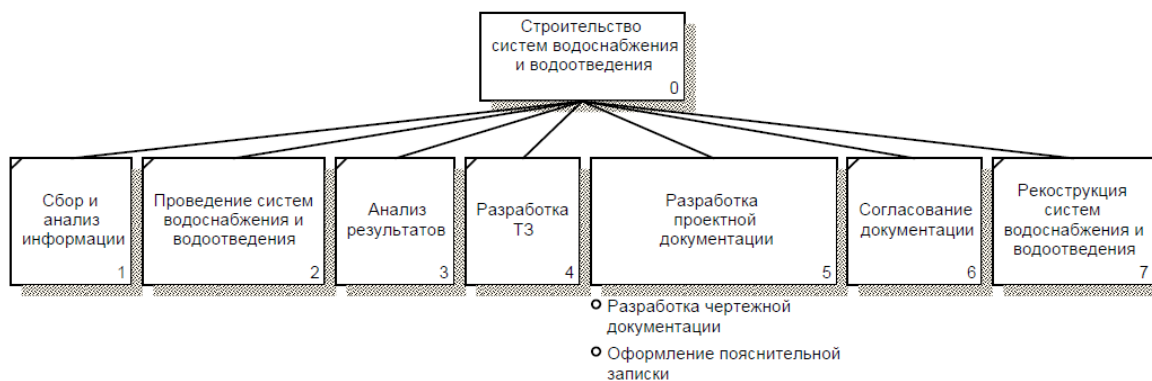 Строительство
систем водоснабжения
и водоотведения
0
Сбор и
анализ
информации
1
Проведение систем
водоснабжения и
водоотведения
2
Анализ
результатов
3
Разработка
ТЗ
4
Разработка
проектной
документации
5
Согласование
документации
6
Рекострукция
систем
водоснабжения и
водоотведения
7
Разработка чертежной
документации
Оформление пояснительной
записки